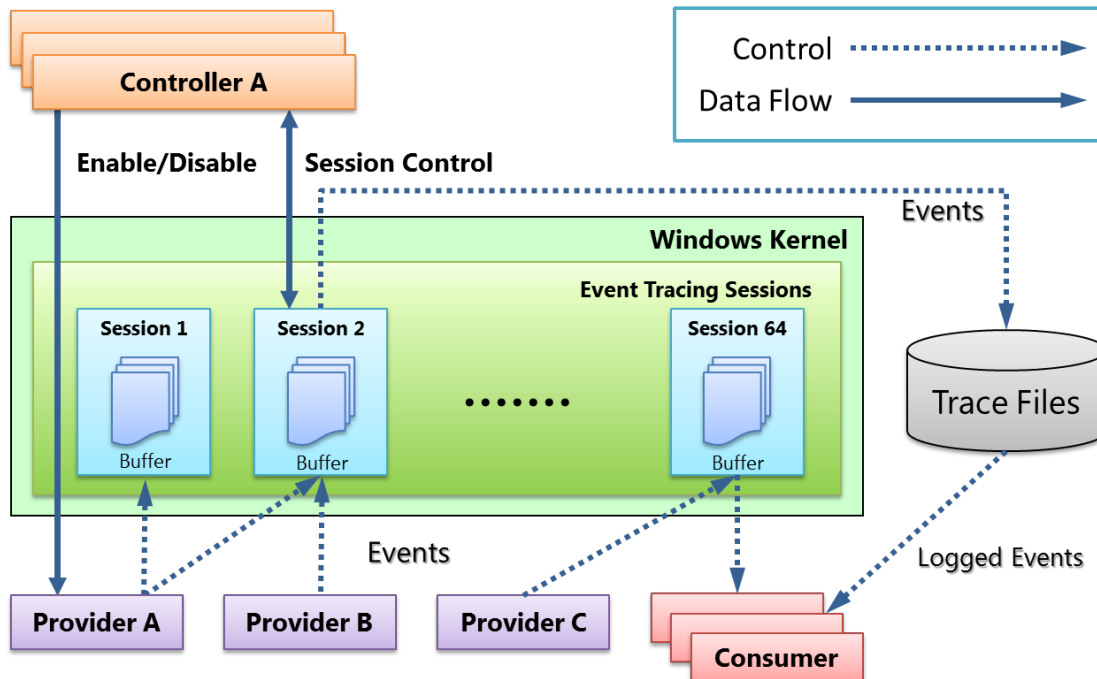 Controller A
Control
Data Flow
Enable/Disable
Session Control
Events
Windows Kernel
Event Tracing Sessions
Session 1
Session 2
Session 64
.......
Buffer
Buffer
Buffer
Trace Files
Events
Logged Events
Provider A
Provider B
Provider C
Consumer